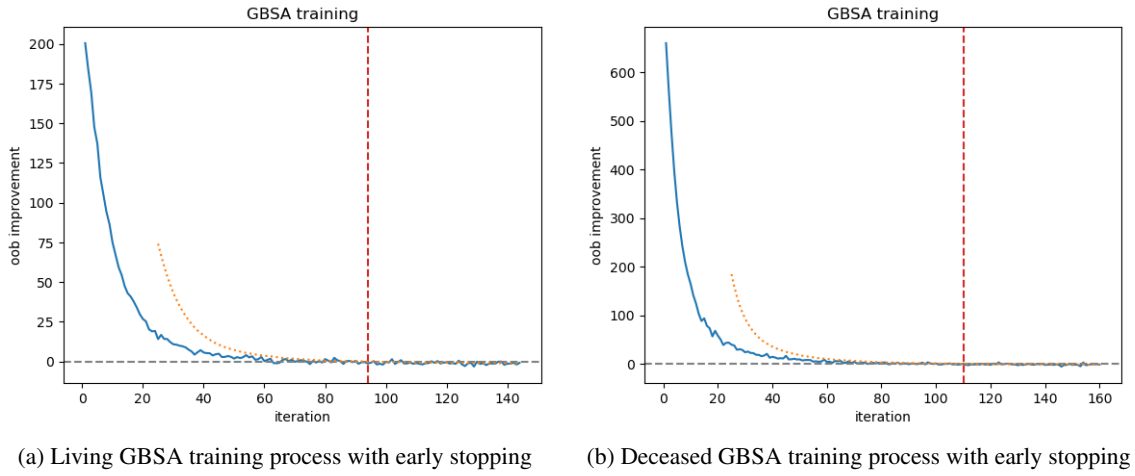 GBSA training
200
175
150
125
100
75
50
25
0
oob improvement
0 20 40 60 80 100 120 140
iteration
(a) Living GBSA training process with early stopping
GBSA training
600
500
400
300
200
100
0
oob improvement
0 20 40 60 80 100 120 140 160
iteration
(b) Deceased GBSA training process with early stopping